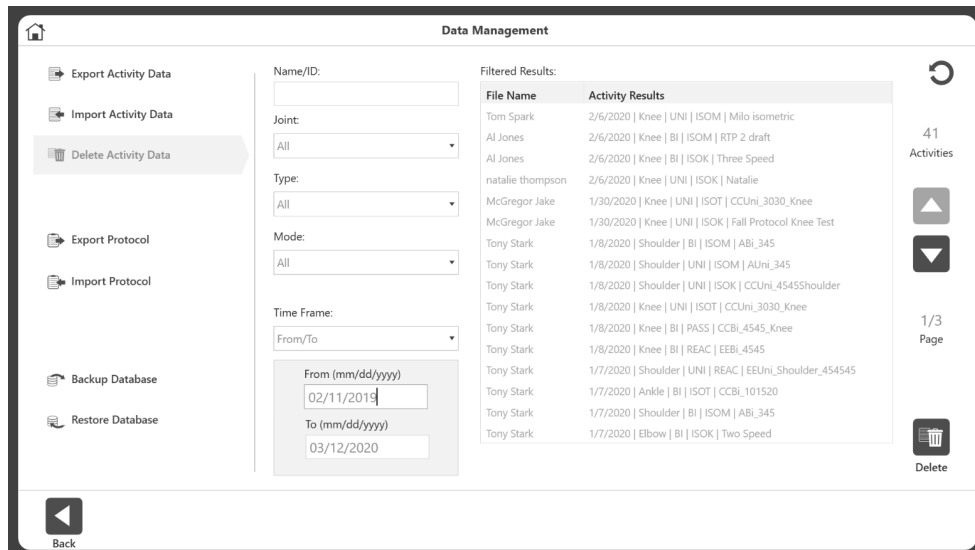 Data Management
Export Activity Data
Import Activity Data
Delete Activity Data
Export Protocol
Import Protocol
Backup Database
Restore Database
Name/ID:
Joint:
All
Type:
All
Mode:
All
Time Frame:
From/To
From (mm/dd/yyyy)
02/11/2019
To (mm/dd/yyyy)
03/12/2020
Filtered Results:
File Name Activity Results
Tom Spark 2/6/2020 | Knee | UNI | ISOM | Milo isometric
Al Jones 2/6/2020 | Knee | BI | ISOM | RTP 2 draft
Al Jones 2/6/2020 | Knee | BI | ISOK | Three Speed
natalie thompson 2/6/2020 | Knee | UNI | ISOK | Natalie
McGregor Jake 1/30/2020 | Knee | UNI | ISOT | CCUni_3030_Knee
McGregor Jake 1/30/2020 | Knee | UNI | ISOK | Fall Protocol Knee Test
Tony Stark 1/8/2020 | Shoulder | BI | ISOM | ABi_345
Tony Stark 1/8/2020 | Shoulder | UNI | ISOM | AUni_345
Tony Stark 1/8/2020 | Shoulder | UNI | ISOK | CCUni_4545Shoulder
Tony Stark 1/8/2020 | Knee | UNI | ISOT | CCUni_3030_Knee
Tony Stark 1/8/2020 | Knee | BI | PASS | CCBi_4545_Knee
Tony Stark 1/8/2020 | Knee | BI | REAC | EEBi_4545
Tony Stark 1/7/2020 | Shoulder | UNI | REAC | EEUni_Shoulder_454545
Tony Stark 1/7/2020 | Ankle | BI | ISOT | CCBi_101520
Tony Stark 1/7/2020 | Shoulder | BI | ISOM | ABi_345
Tony Stark 1/7/2020 | Elbow | BI | ISOK | Two Speed
41
Activities
1/3
Page
Delete
Back